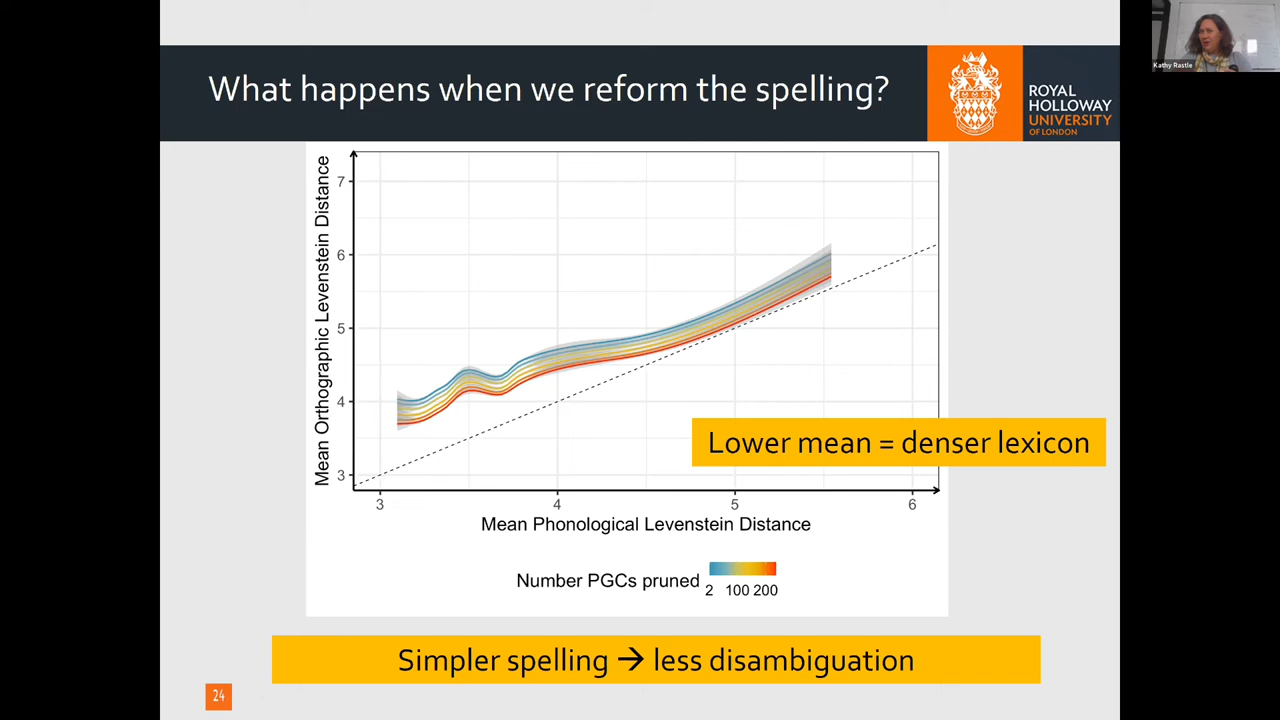 What happens when we reform the spelling?
ROYAL
HOLLOWAY
UNIVERSITY
OF LONDON
Kathy Rastle
Mean Orthographic Levenstein Distance
7
6
5
4
3
3
4
5
6
Mean Phonological Levenstein Distance
Lower mean = denser lexicon
Number PGCs pruned
2 100 200
Simpler spelling → less disambiguation
24